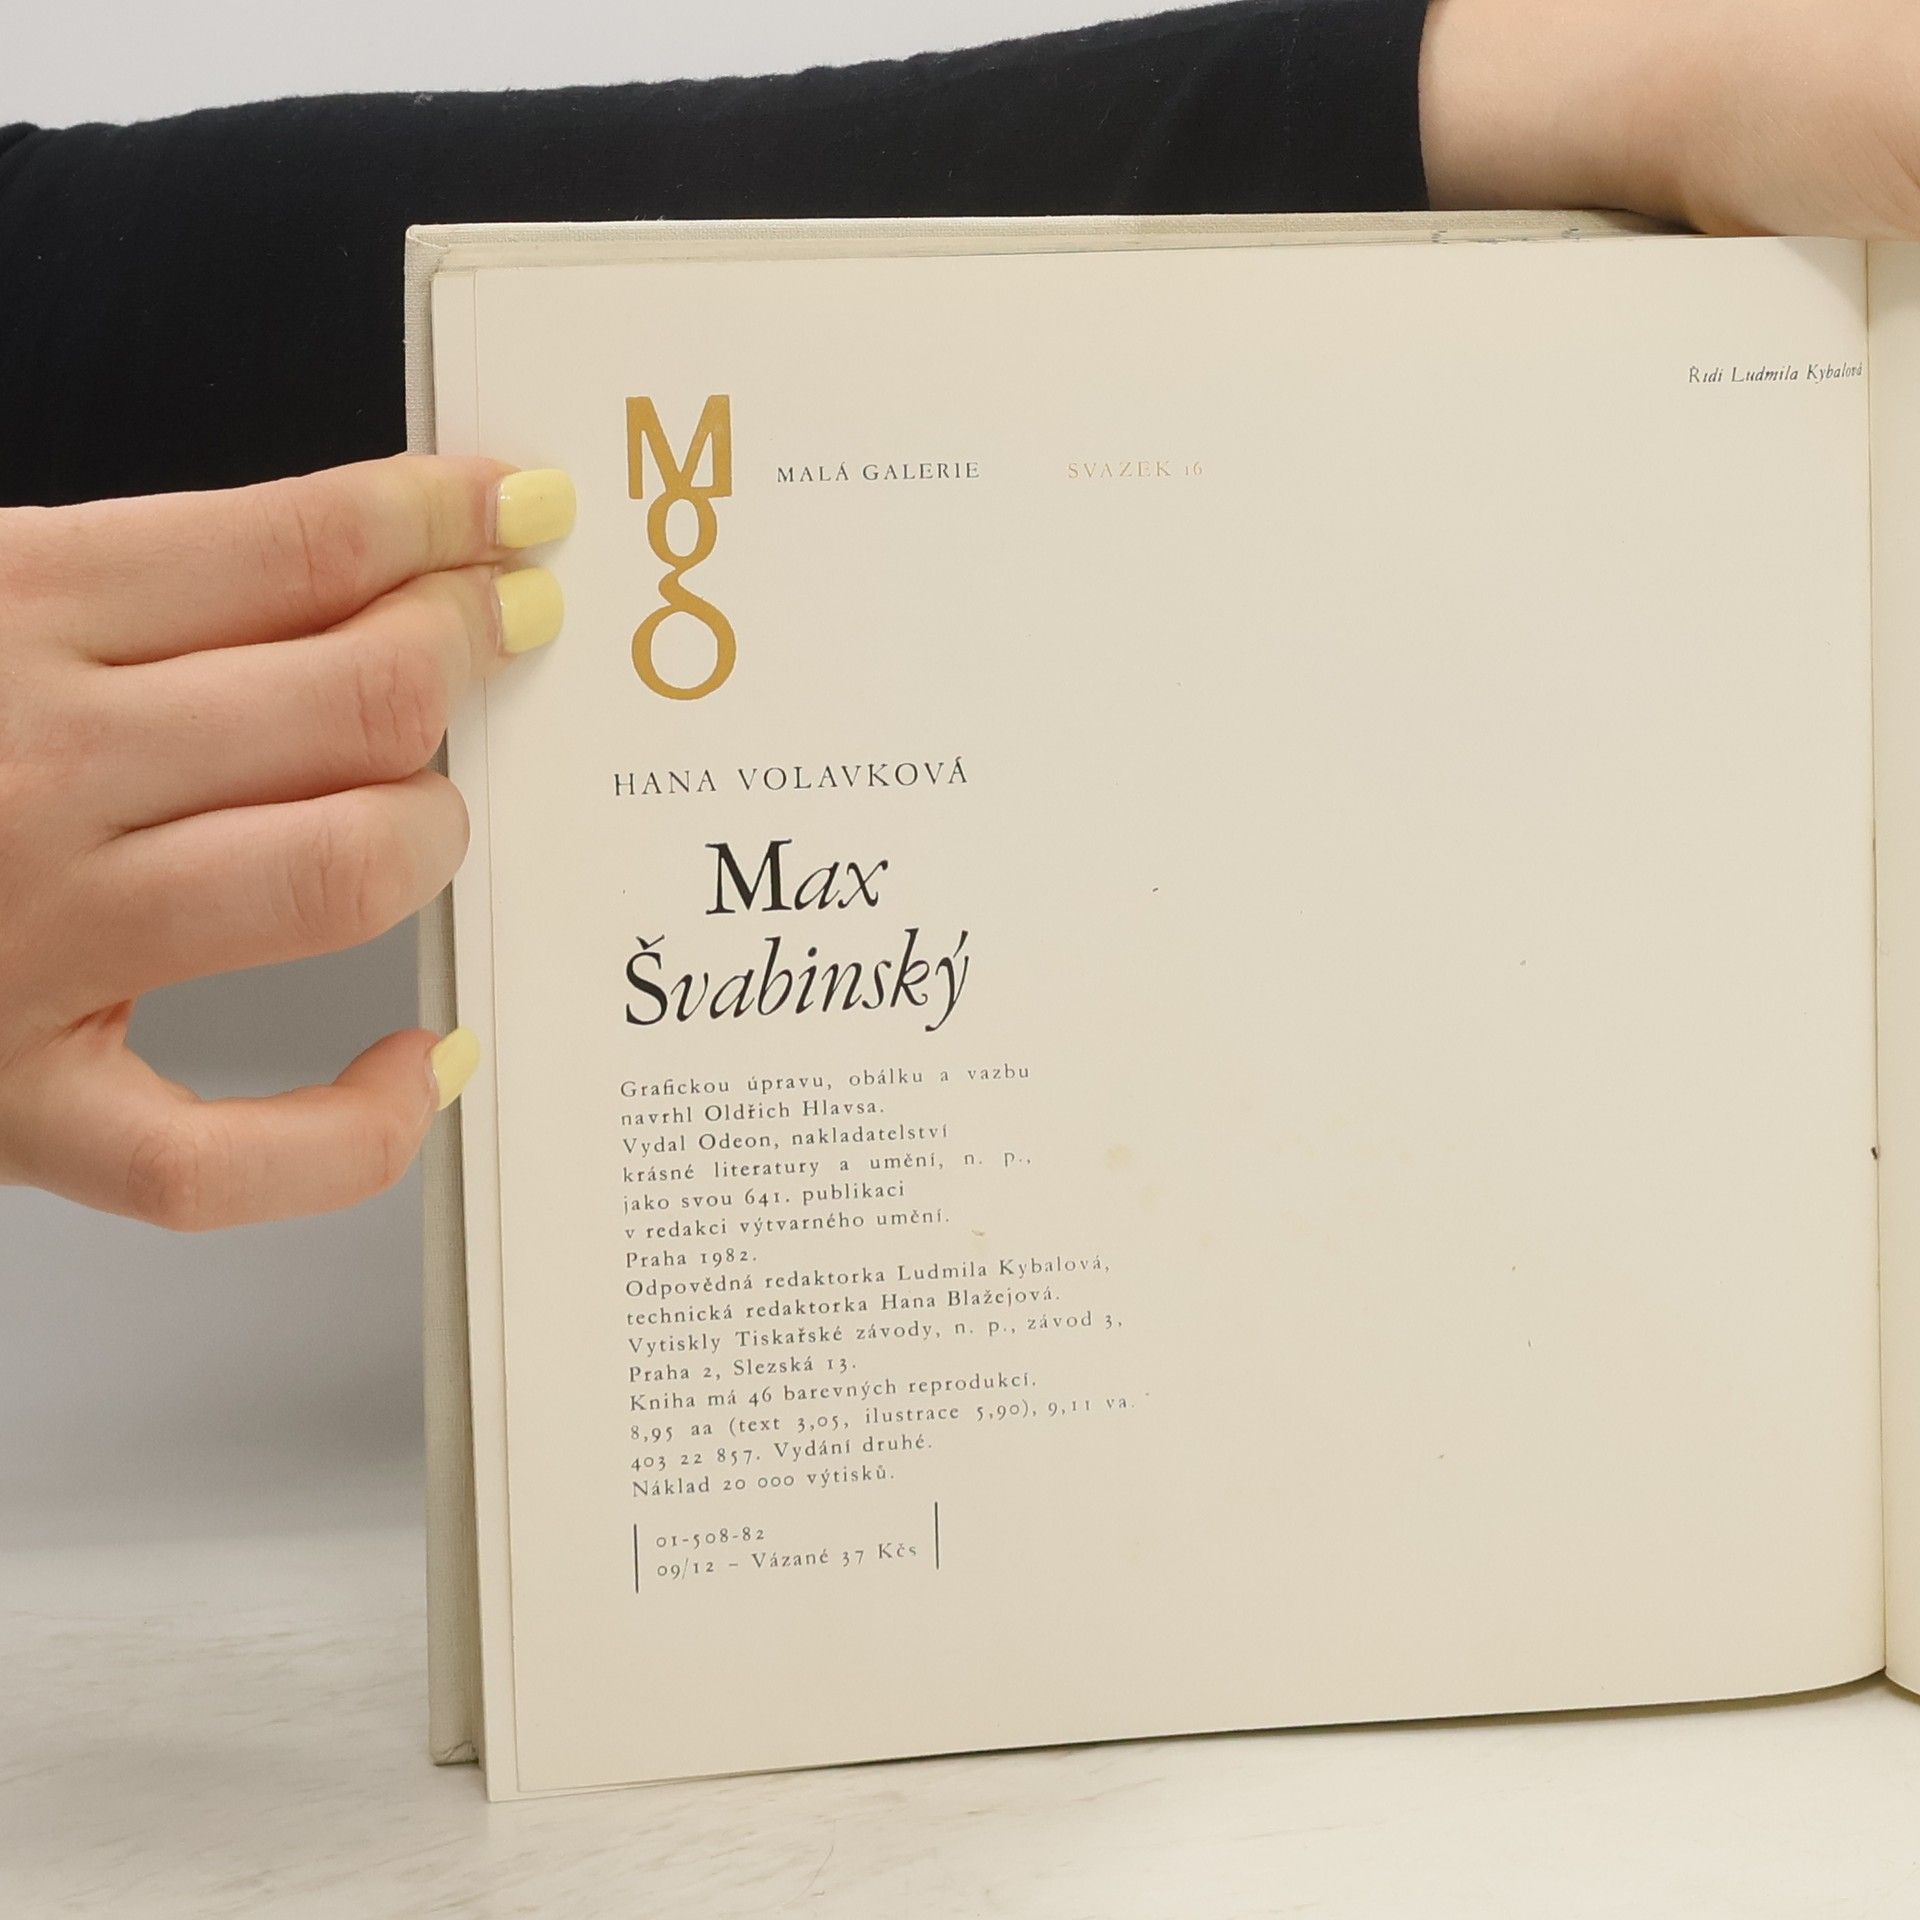 Řídí Ludmila Kybalová
Mg
MALÁ GALERIE SVAZEK 16
HANA VOLAVKOVÁ
Max
Švabinský
Grafickou úpravu, obálku a vazbu
navrhl Oldřich Hlavsa.
Vydal Odeon, nakladatelství
krásné literatury a umění, n. p.,
jako svou 641. publikaci
v redakci výtvarného umění.
Praha 1982.
Odpovědná redaktorka Ludmila Kybalová,
technická redaktorka Hana Blažejová.
Vytiskly Tiskařské závody, n. p., závod 3,
Praha 2, Slezská 13.
Kniha má 46 barevných reprodukcí.
8,95 aa (text 3,05, ilustrace 5,90), 9,11 va.
403 22 857. Vydání druhé.
Náklad 20 000 výtisků.
01-508-82
09/12 – Vázané 37 Kčs